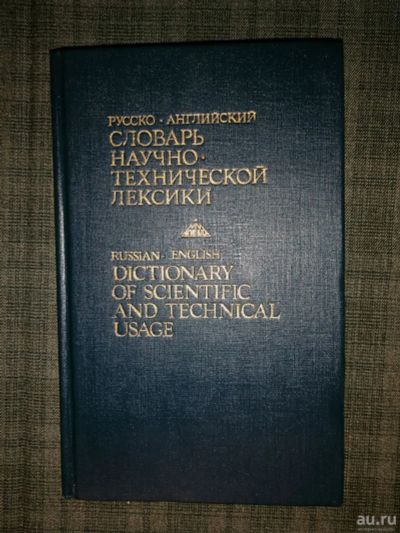 РУССКО · АНГЛИЙСКИЙ
СЛОВАРЬ
НАУЧНО ·
ТЕХНИЧЕСКОЙ
ЛЕКСИКИ
RUSSIAN · ENGLISH
DICTIONARY
OF SCIENTIFIC
AND TECHNICAL
USAGE
au.ru